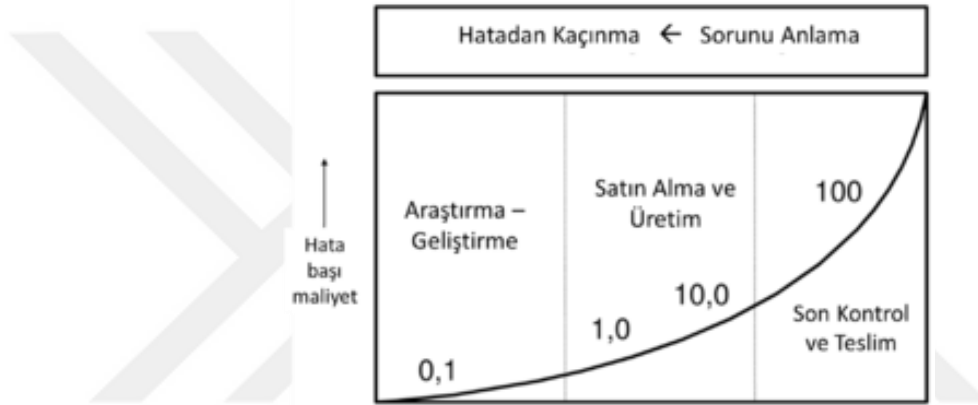 Hatadan Kaçınma ← Sorunu Anlama
Araştırma –
Geliştirme
Satın Alma ve
Üretim
100
Hata
başı
maliyet
10,0
1,0
0,1
Son Kontrol
ve Teslim